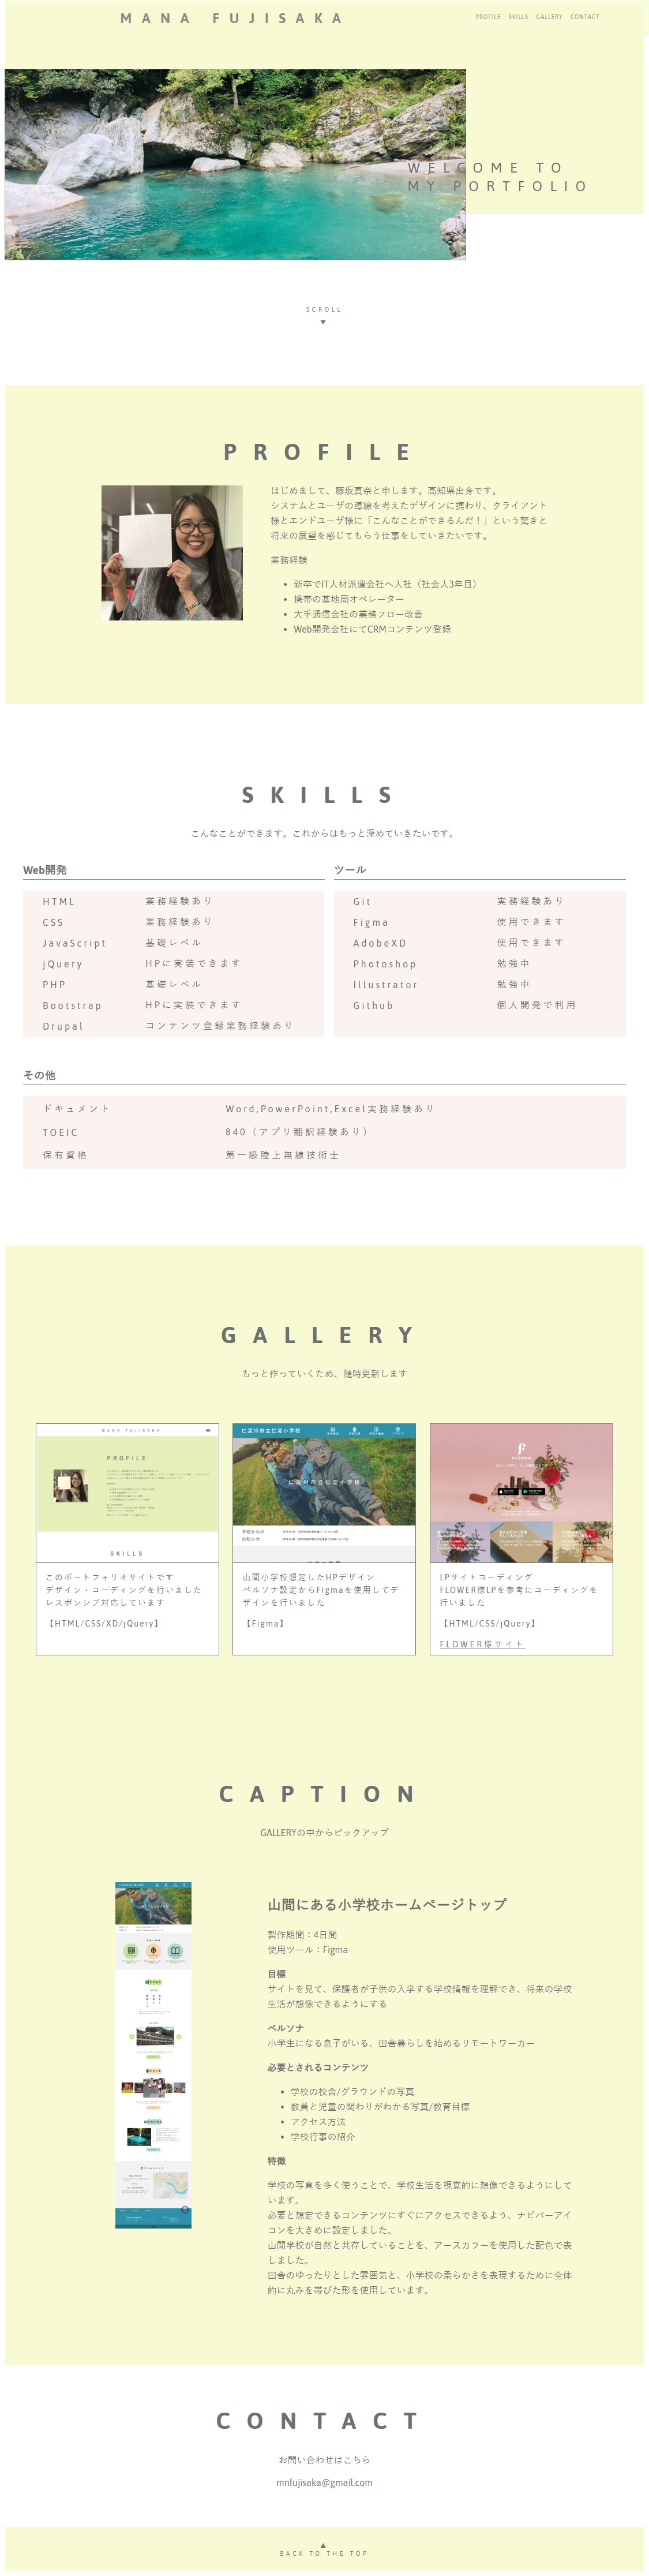 MANA FUJISAKA
PROFILE SKILLS GALLERY CONTACT
WELCOME TO
MY PORTFOLIO
SCROLL
▼
PROFILE
はじめまして、藤坂真奈と申します。高知県出身です。
システムとユーザの導線を考えたデザインに携わり、クライアント
様とエンドユーザ様に「こんなことができるんだ！」という驚きと
将来の展望を感じてもらう仕事をしていきたいです。
業務経験
• 新卒でIT人材派遣会社へ入社（社会人3年目）
• 携帯の基地局オペレーター
• 大手通信会社の業務フロー改善
• Web開発会社にてCRMコンテンツ登録
SKILLS
こんなことができます。これからはもっと深めていきたいです。
Web開発
HTML 業務経験あり
CSS 業務経験あり
JavaScript 基礎レベル
jQuery HPに実装できます
PHP 基礎レベル
Bootstrap HPに実装できます
Drupal コンテンツ登録業務経験あり
ツール
Git 実務経験あり
Figma 使用できます
AdobeXD 使用できます
Photoshop 勉強中
Illustrator 勉強中
Github 個人開発で利用
その他
ドキュメント Word,PowerPoint,Excel実務経験あり
TOEIC 840（アプリ翻訳経験あり）
保有資格 第一級陸上無線技術士
GALLERY
もっと作っていくため、随時更新します
MANA FUJISAKA
PROFILE
SKILLS
このポートフォリオサイトです
デザイン・コーディングを行いました
レスポンシブ対応しています
【HTML/CSS/XD/jQuery】
仁淀川市立仁淀小学校
仁淀川市立仁淀小学校
学校からの
お知らせ
山間小学校想定したHPデザイン
ペルソナ設定からFigmaを使用してデ
ザインを行いました
【Figma】
FLOWER
LPサイトコーディング
FLOWER様LPを参考にコーディングを
行いました
【HTML/CSS/jQuery】
FLOWER様サイト
CAPTION
GALLERYの中からピックアップ
山間にある小学校ホームページトップ
製作期間：4日間
使用ツール：Figma
目標
サイトを見て、保護者が子供の入学する学校情報を理解でき、将来の学校
生活が想像できるようにする
ペルソナ
小学生になる息子がいる、田舎暮らしを始めるリモートワーカー
必要とされるコンテンツ
• 学校の校舎/グラウンドの写真
• 教員と児童の関わりがわかる写真/教育目標
• アクセス方法
• 学校行事の紹介
特徴
学校の写真を多く使うことで、学校生活を視覚的に想像できるようにして
います。
必要と想定できるコンテンツにすぐにアクセスできるよう、ナビバーアイ
コンを大きめに設定しました。
山間学校が自然と共存していることを、アースカラーを使用した配色で表
しました。
田舎のゆったりとした雰囲気と、小学校の柔らかさを表現するために全体
的に丸みを帯びた形を使用しています。
CONTACT
お問い合わせはこちら
mnfujisaka@gmail.com
▲
BACK TO THE TOP